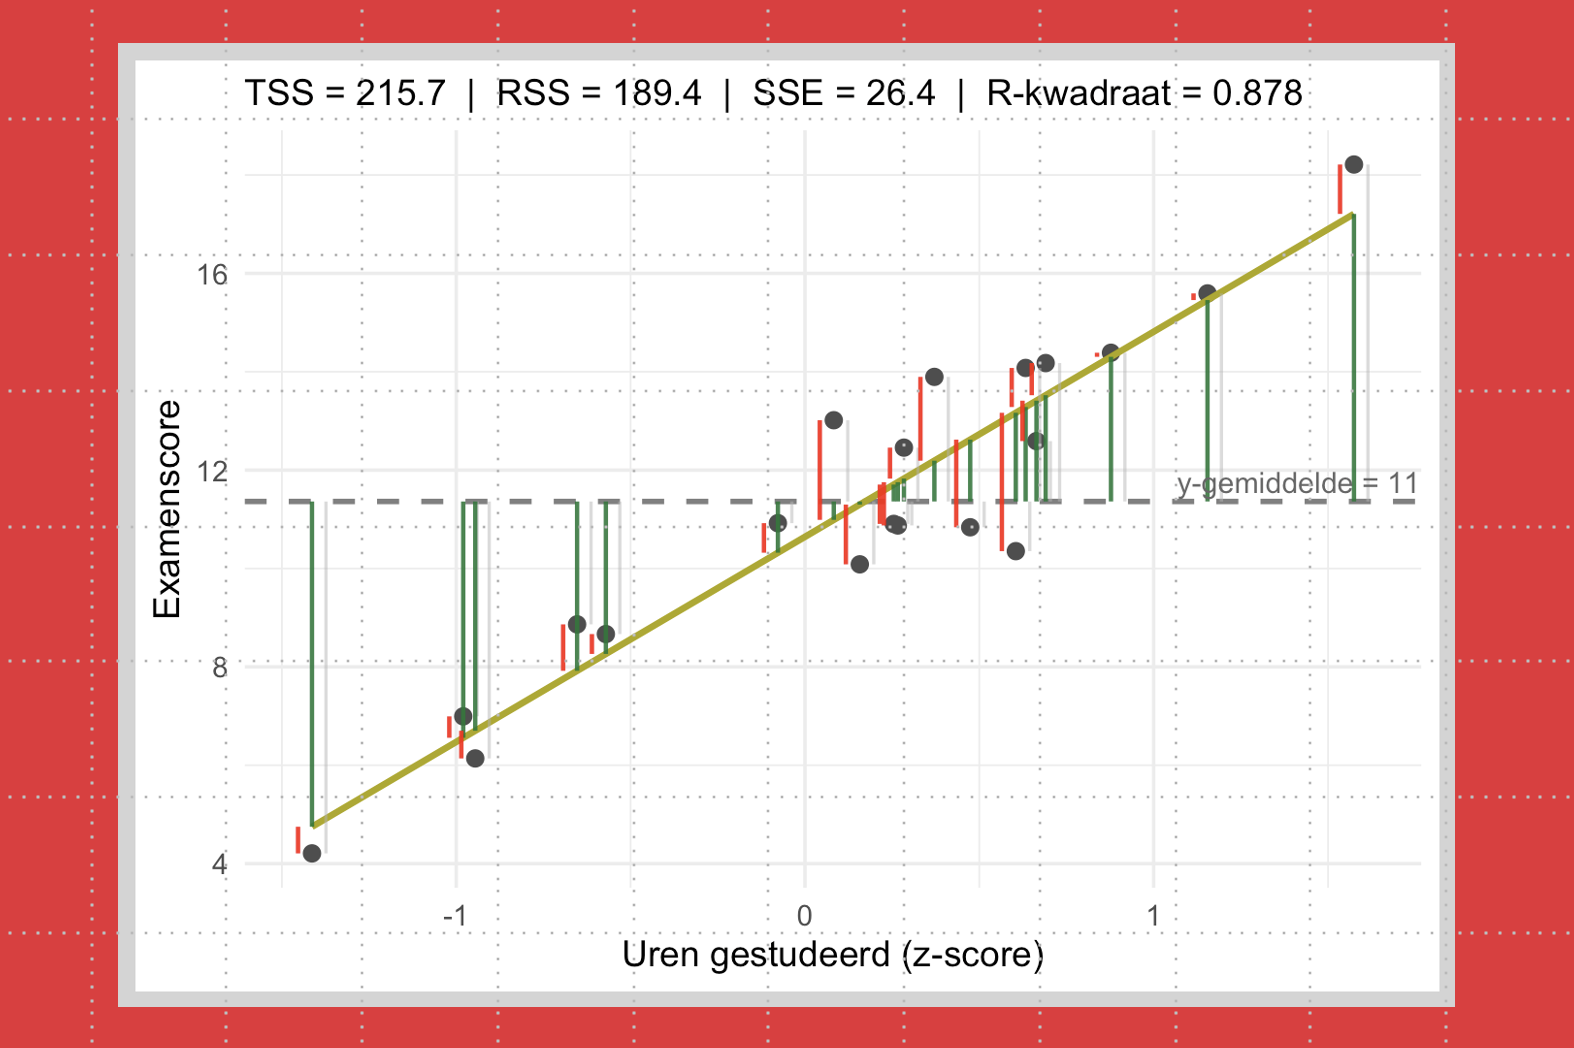 TSS = 215.7 | RSS = 189.4 | SSE = 26.4 | R-kwadraat = 0.878
16
12
8
4
Examenscore
y-gemiddelde = 11
-1
0
1
Uren gestudeerd (z-score)